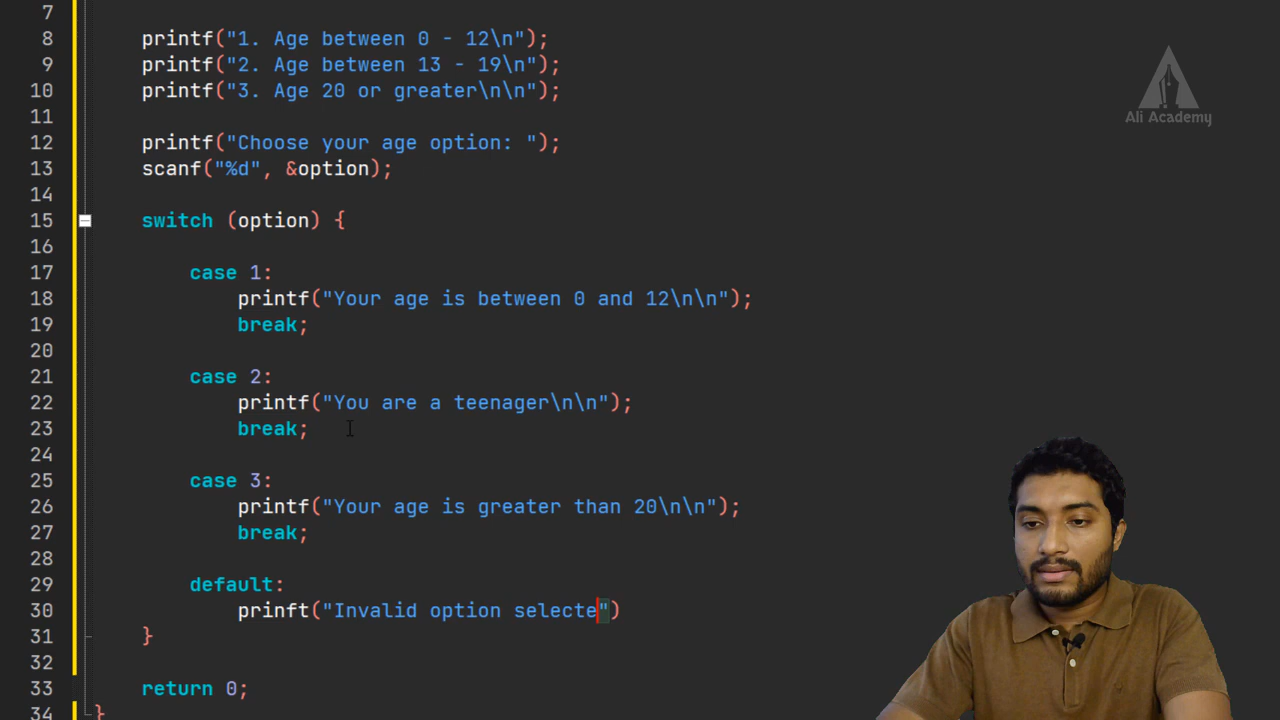 7
8 printf("1. Age between 0 - 12\n");
9 printf("2. Age between 13 - 19\n");
10 printf("3. Age 20 or greater\n\n");
11
12 printf("Choose your age option: ");
13 scanf("%d", &option);
14
15 switch (option) {
16
17 case 1:
18 printf("Your age is between 0 and 12\n\n");
19 break;
20
21 case 2:
22 printf("You are a teenager\n\n");
23 break;
24
25 case 3:
26 printf("Your age is greater than 20\n\n");
27 break;
28
29 default:
30 prinft("Invalid option selecte")
31 }
32
33 return 0;
34 }
Ali Academy